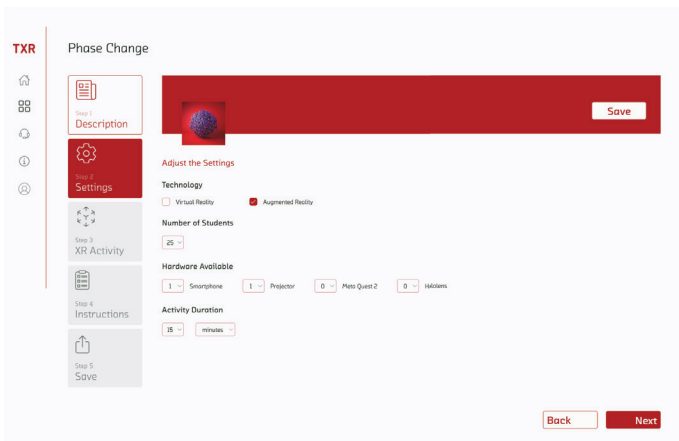 TXR
Phase Change
Step 1
Description
Save
Step 2
Settings
Adjust the Settings
Technology
Virtual Reality Augmented Reality
Number of Students
25
Step 3
XR Activity
Hardware Available
1 Smartphone 1 Projector 0 Meta Quest 2 0 Hololens
Step 4
Instructions
Activity Duration
15 minutes
Step 5
Save
Back Next